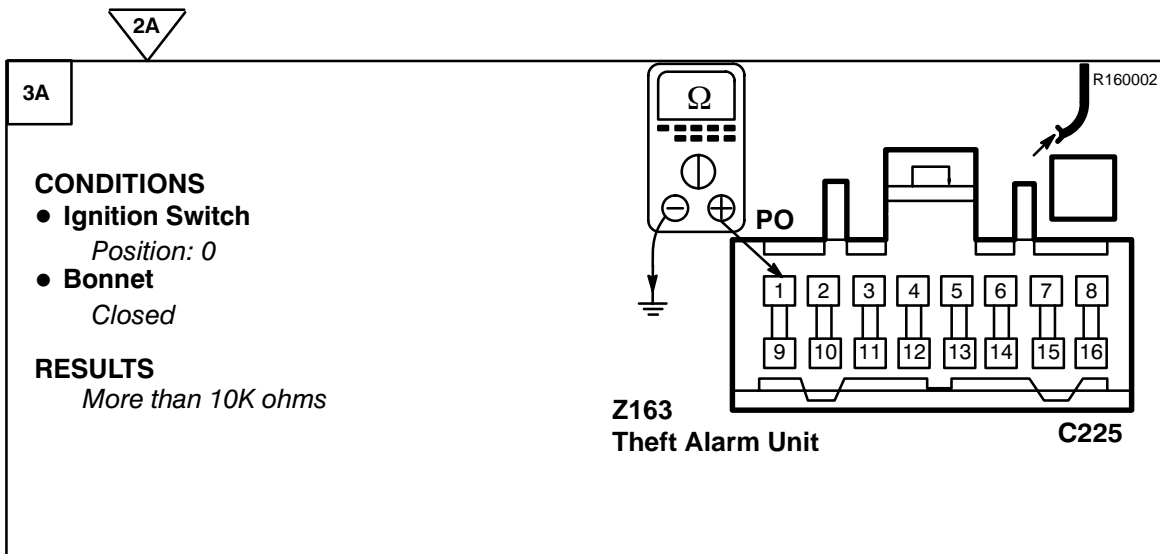 2A
3A
R160002
Ω
CONDITIONS
● Ignition Switch
Position: 0
● Bonnet
Closed
RESULTS
More than 10K ohms
− +
PO
1 2 3 4 5 6 7 8
9 10 11 12 13 14 15 16
Z163
Theft Alarm Unit
C225